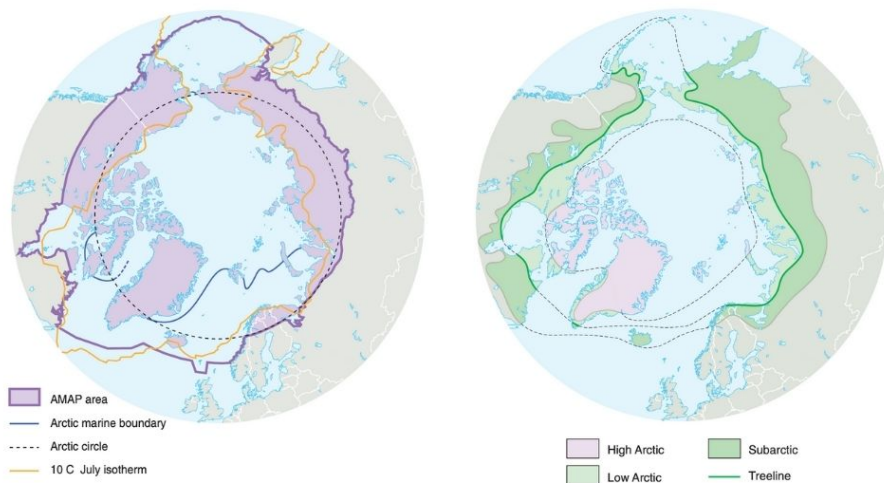 AMAP area
Arctic marine boundary
Arctic circle
10 C July isotherm
High Arctic
Low Arctic
Subarctic
Treeline